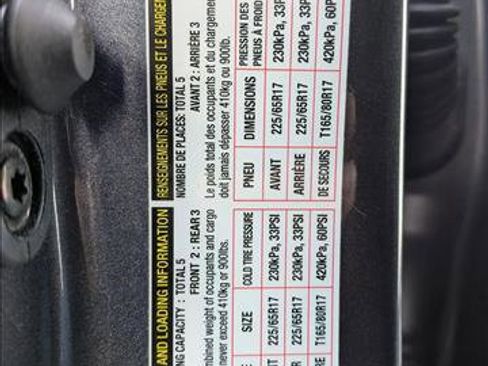 AND LOADING INFORMATION
NG CAPACITY : TOTAL 5
FRONT 2 : REAR 3
mbined weight of occupants and cargo
never exceed 410kg or 900lbs.
SIZE COLD TIRE PRESSURE
225/65R17 230kPa, 33PSI
225/65R17 230kPa, 33PSI
T165/80R17 420kPa, 60PSI
RENSEIGNEMENTS SUR LES PNEUS ET LE CHARGE
NOMBRE DE PLACES: TOTAL 5
AVANT 2 : ARRIÈRE 3
Le poids total des occupants et du chargement
doit jamais dépasser 410kg ou 900lb.
PNEU DIMENSIONS PRESSION DES PNEUS À FROID
AVANT 225/65R17 230kPa, 33P
ARRIÈRE 225/65R17 230kPa, 33P
DE SECOURS T165/80R17 420kPa, 60P